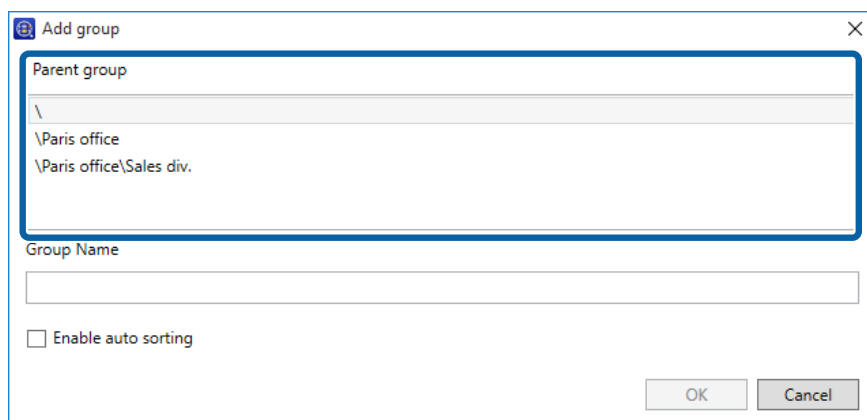 Add group
Parent group
\
\Paris office
\Paris office\Sales div.
Group Name
Enable auto sorting
OK Cancel